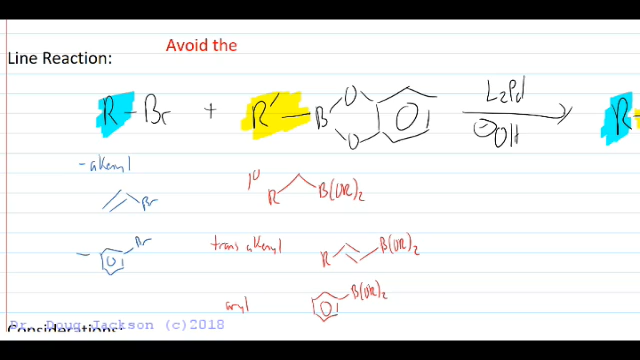 Avoid the
Line Reaction:
R - Br + R' - B O O L2Pd ⊖OH R
- alkenyl
Br
1° R B(OR)2
- Br
trans alkenyl R B(OR)2
aryl B(OR)2
Dr. Doug Jackson (c)2018
Considerations: